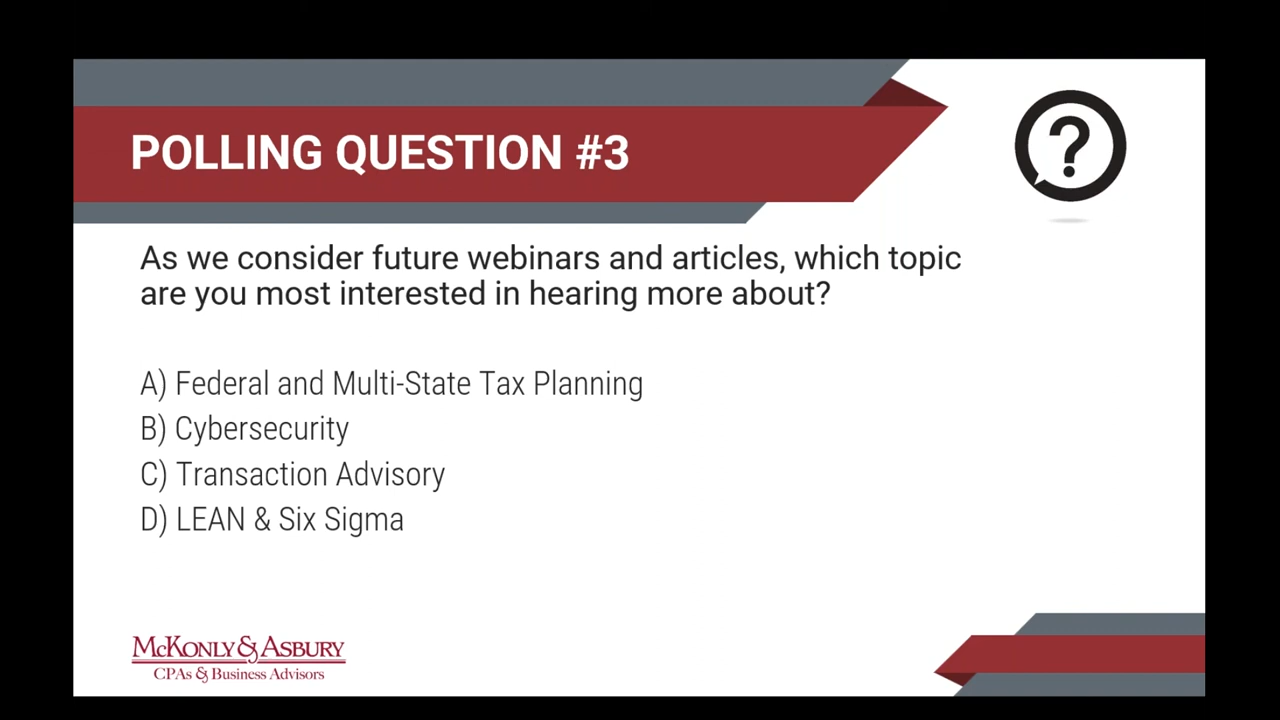 POLLING QUESTION #3
?
As we consider future webinars and articles, which topic
are you most interested in hearing more about?
A) Federal and Multi-State Tax Planning
B) Cybersecurity
C) Transaction Advisory
D) LEAN & Six Sigma
McKonly & Asbury
CPAs & Business Advisors